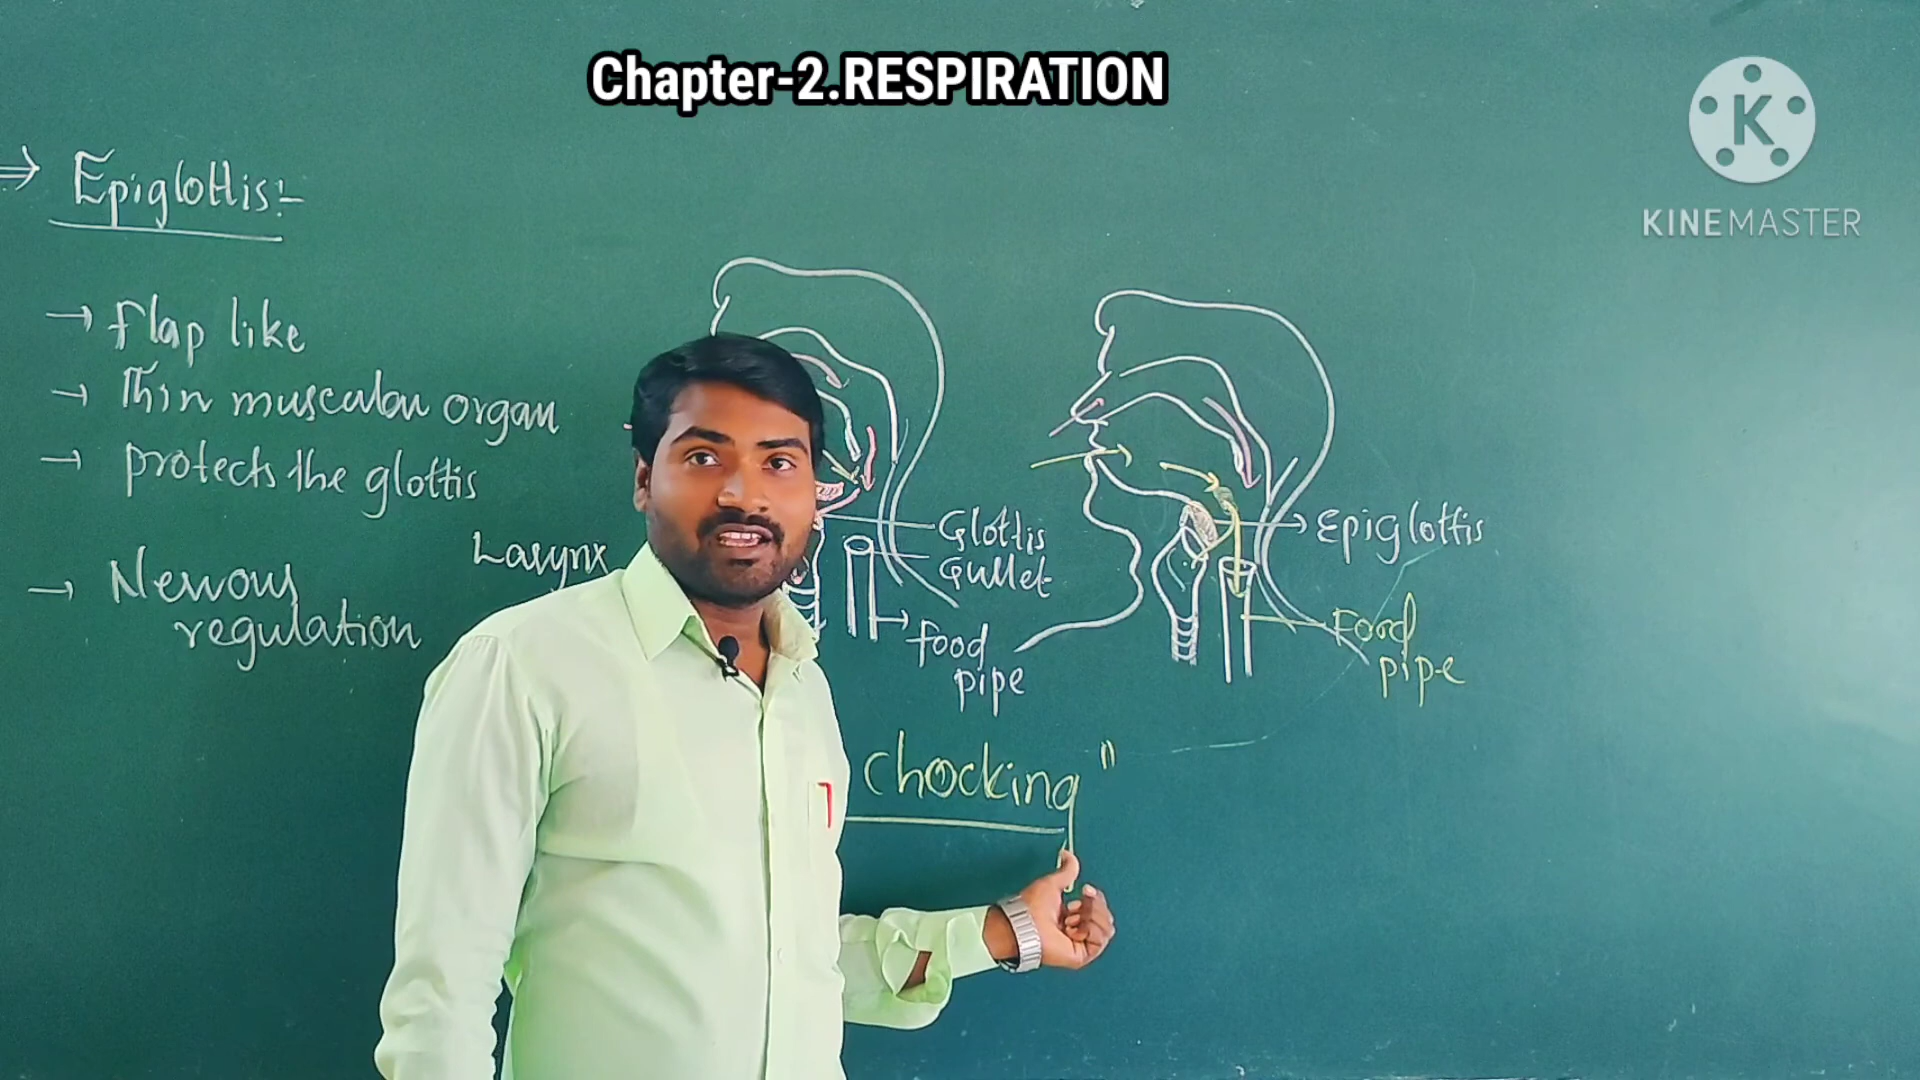 Chapter-2.RESPIRATION
K
KINEMASTER
⇒ Epiglottis:-
→ Flap like
→ Thin muscular organ
→ protects the glottis
→ Nervous
regulation
Larynx
Glottis
Gullet
food
pipe
Epiglottis
Food
pipe
chocking"